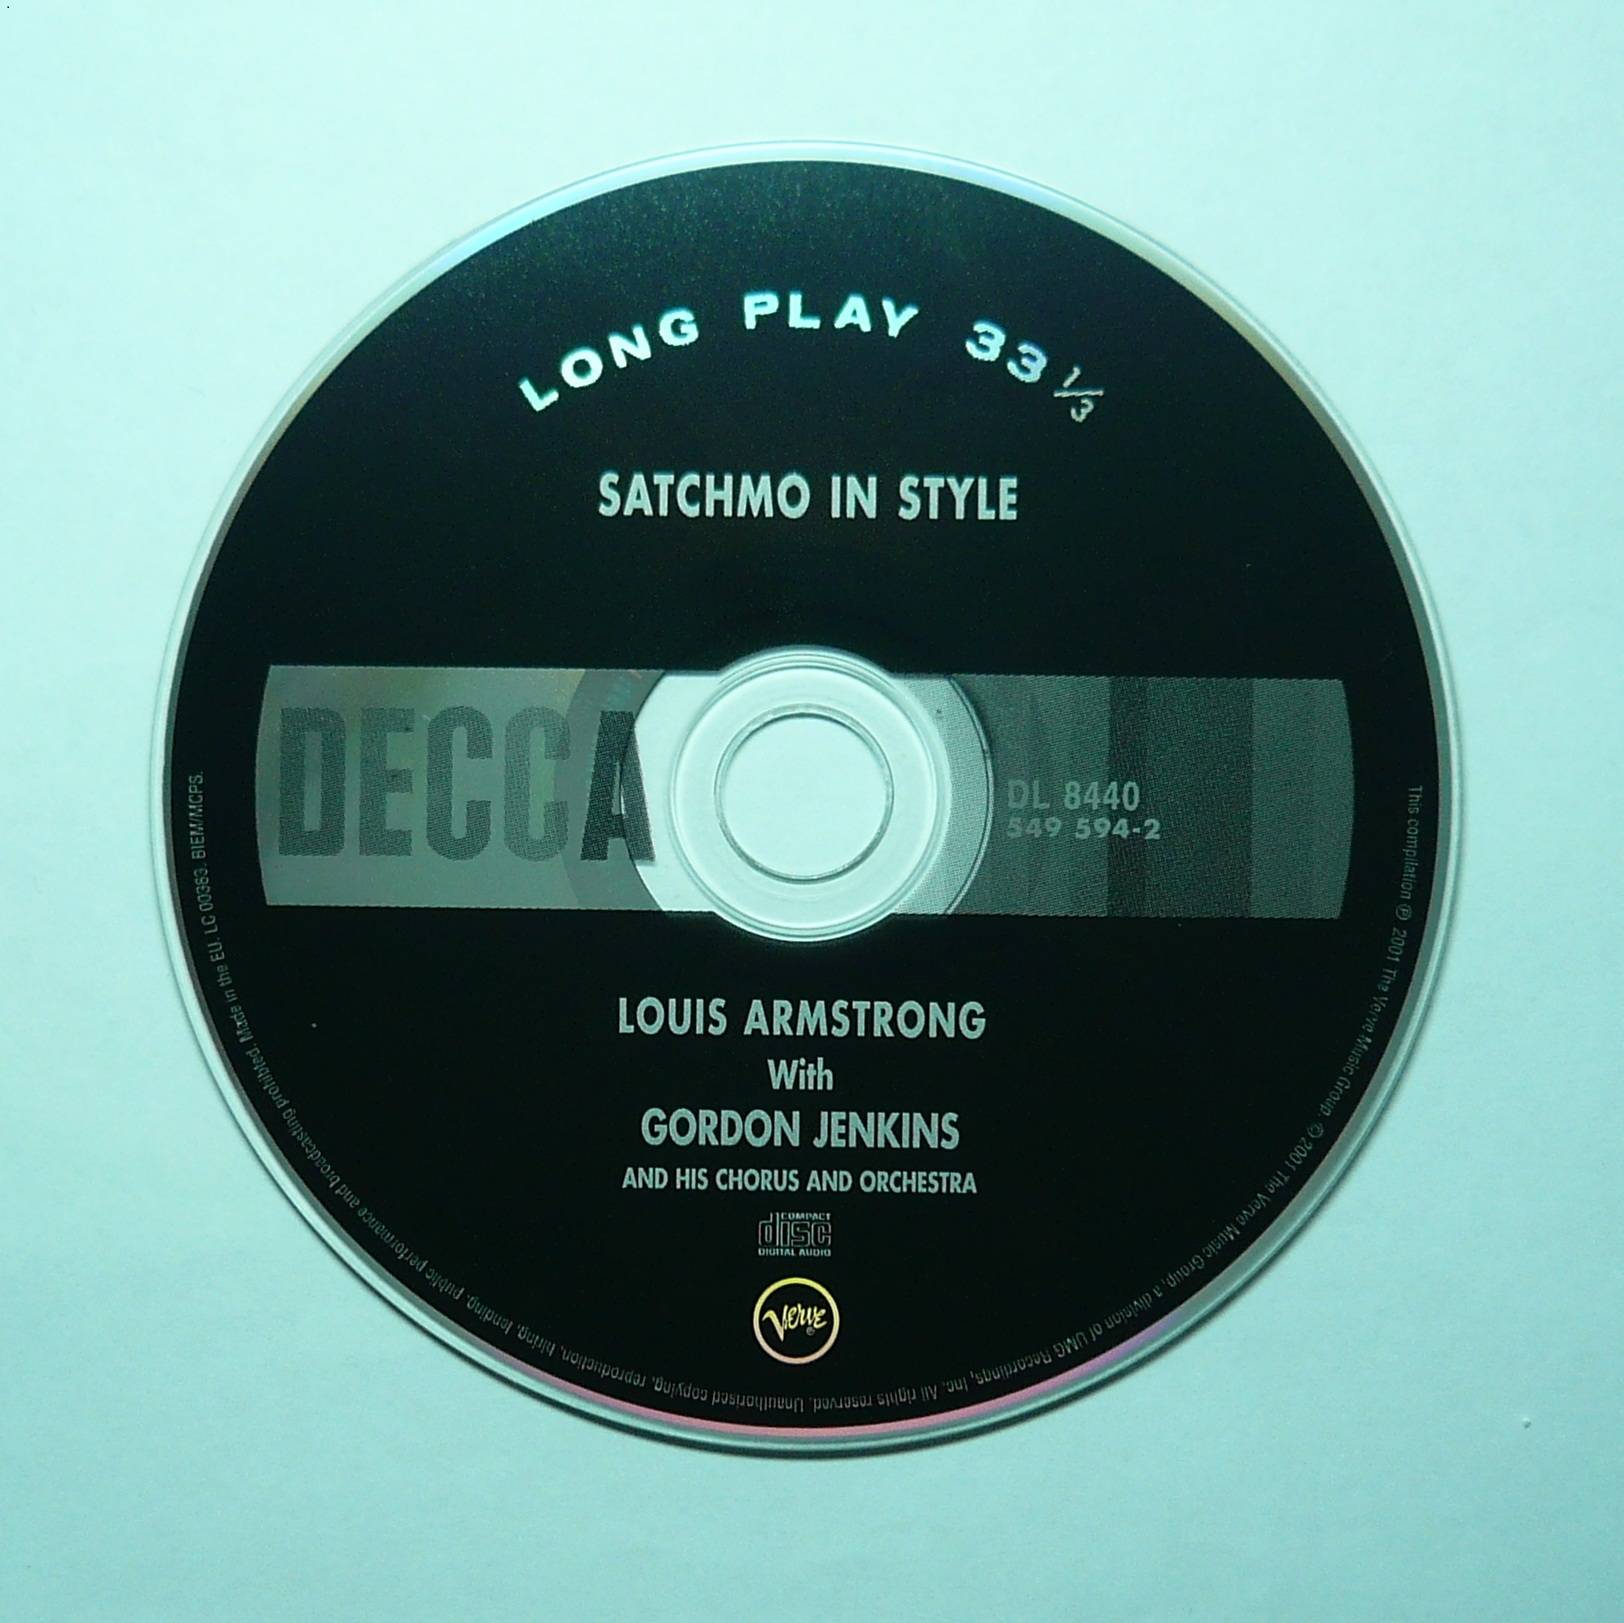 LONG PLAY 33 1/3
SATCHMO IN STYLE
DECCA
DL 8440
549 594-2
LOUIS ARMSTRONG
With
GORDON JENKINS
AND HIS CHORUS AND ORCHESTRA
COMPACT
disc
DIGITAL AUDIO
Verve
This compilation ℗ 2001 The Verve Music Group. © 2001 The Verve Music Group, a division of UMG Recordings, Inc. All rights reserved. Unauthorised copying, reproduction, hiring, lending, public performance and broadcasting prohibited. Made in the EU. LC 00383. BIEM/MCPS.